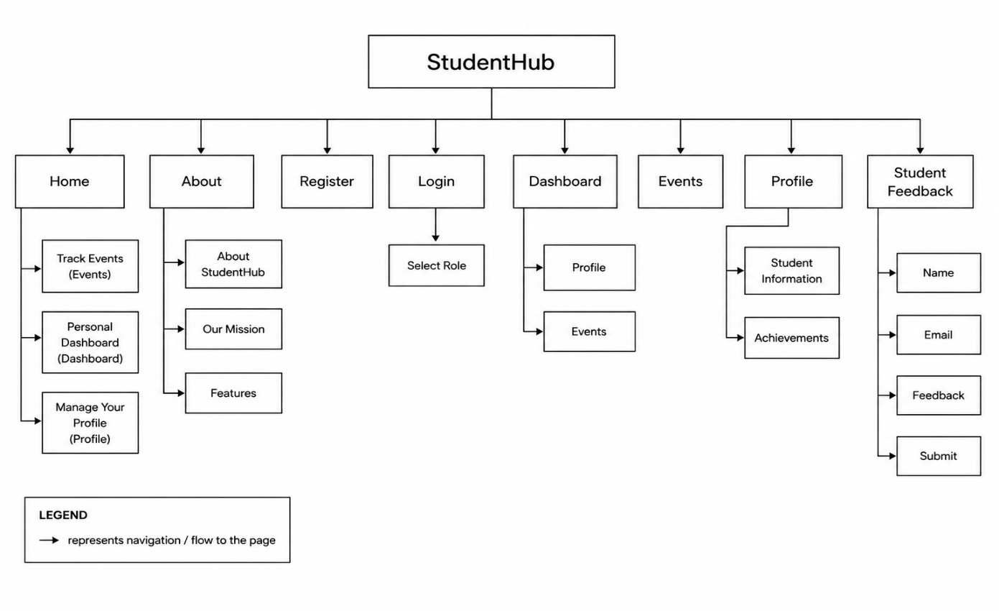 StudentHub
Home
About
Register
Login
Dashboard
Events
Profile
Student
Feedback
Track Events
(Events)
Personal
Dashboard
(Dashboard)
Manage Your
Profile
(Profile)
About
StudentHub
Our Mission
Features
Select Role
Profile
Events
Student
Information
Achievements
Name
Email
Feedback
Submit
LEGEND
represents navigation / flow to the page